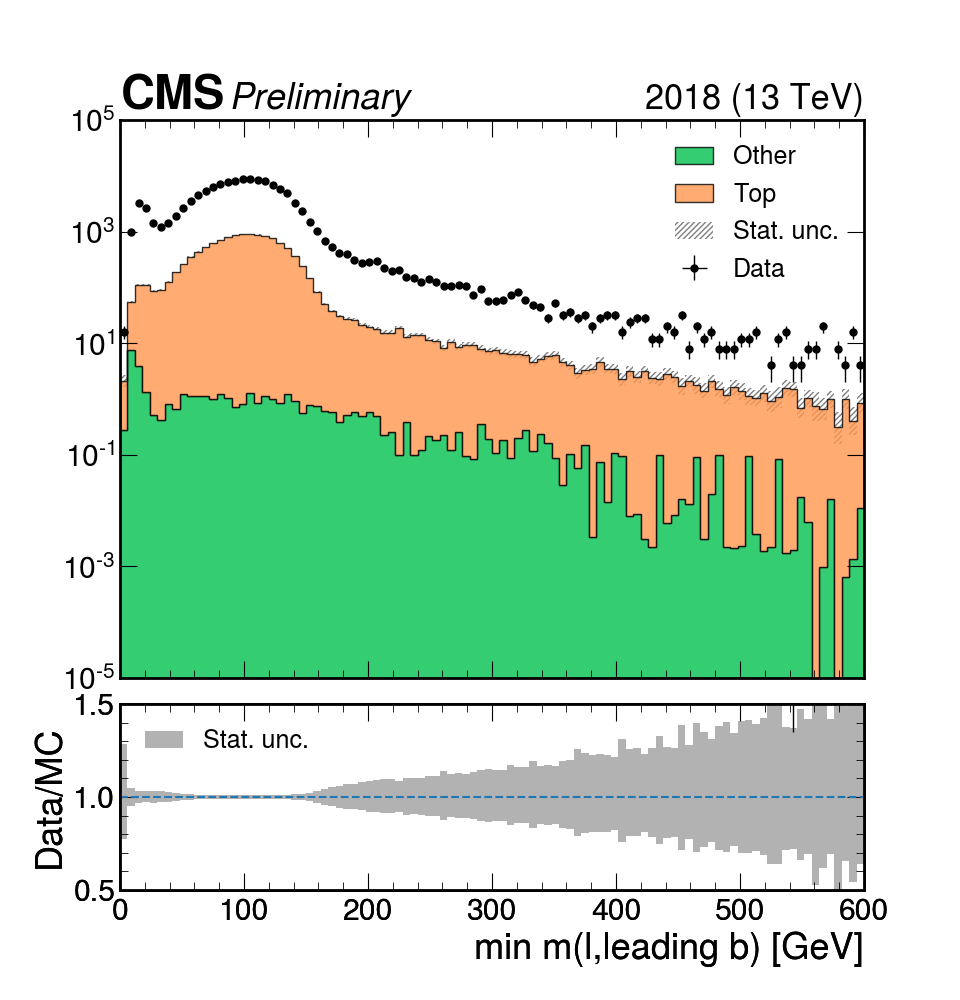 CMS Preliminary 2018 (13 TeV)
10^5
Other
Top
10^3
Stat. unc.
Data
10^1
10^-1
10^-3
10^-5
1.5
Stat. unc.
Data/MC
1.0
0.5
0 100 200 300 400 500 600
min m(l,leading b) [GeV]